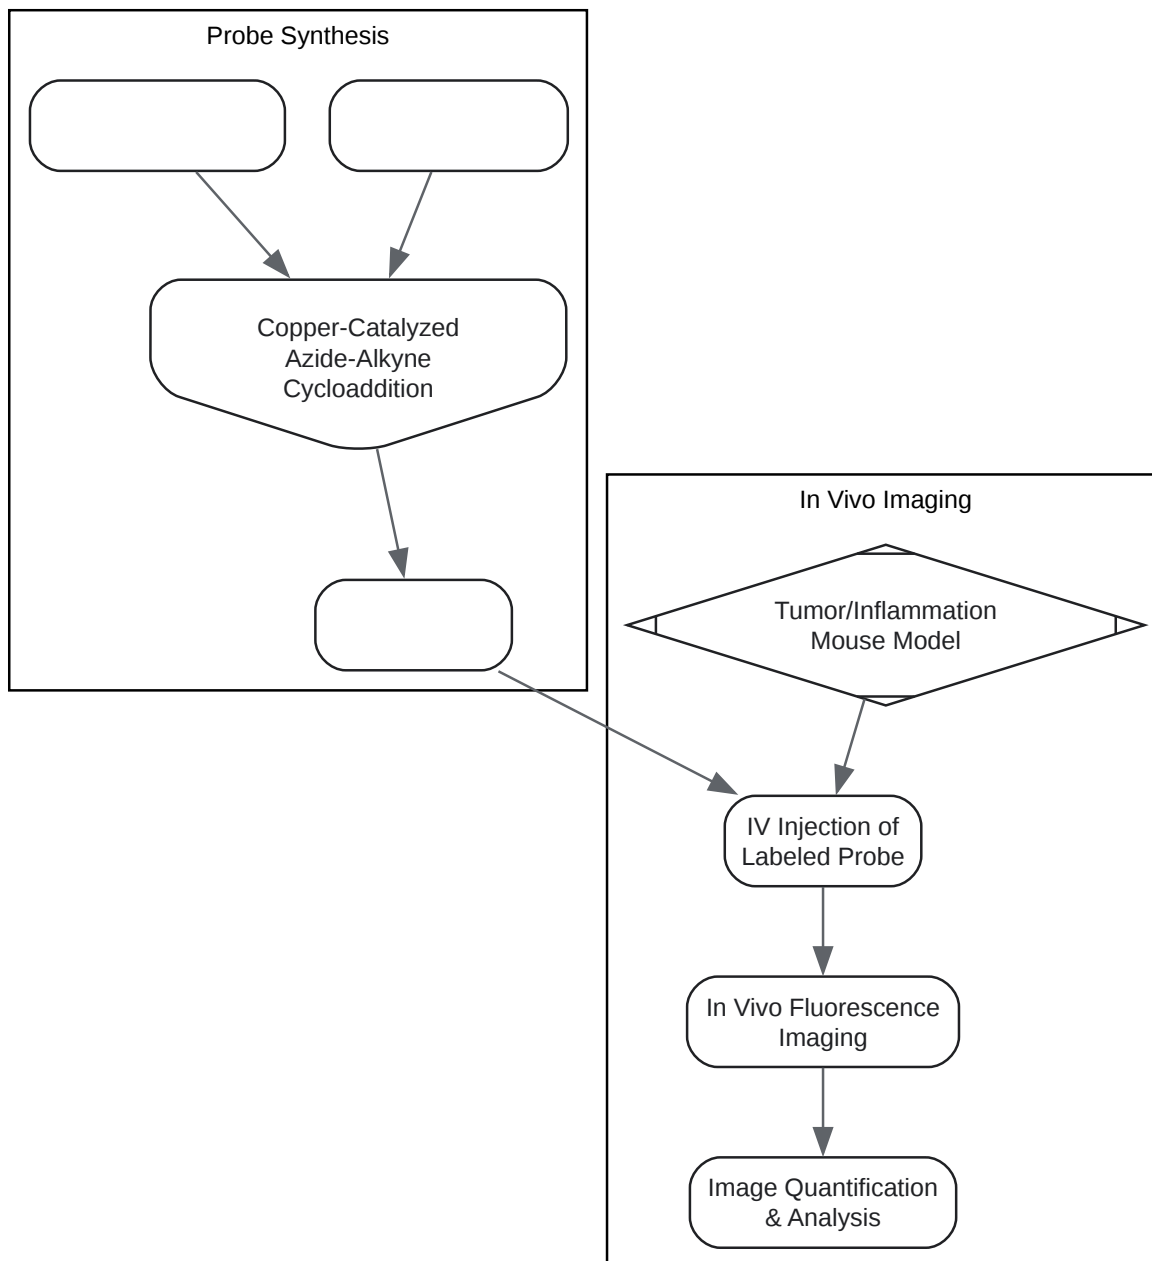 Probe Synthesis
Copper-Catalyzed
Azide-Alkyne
Cycloaddition
In Vivo Imaging
Tumor/Inflammation
Mouse Model
IV Injection of
Labeled Probe
In Vivo Fluorescence
Imaging
Image Quantification
& Analysis